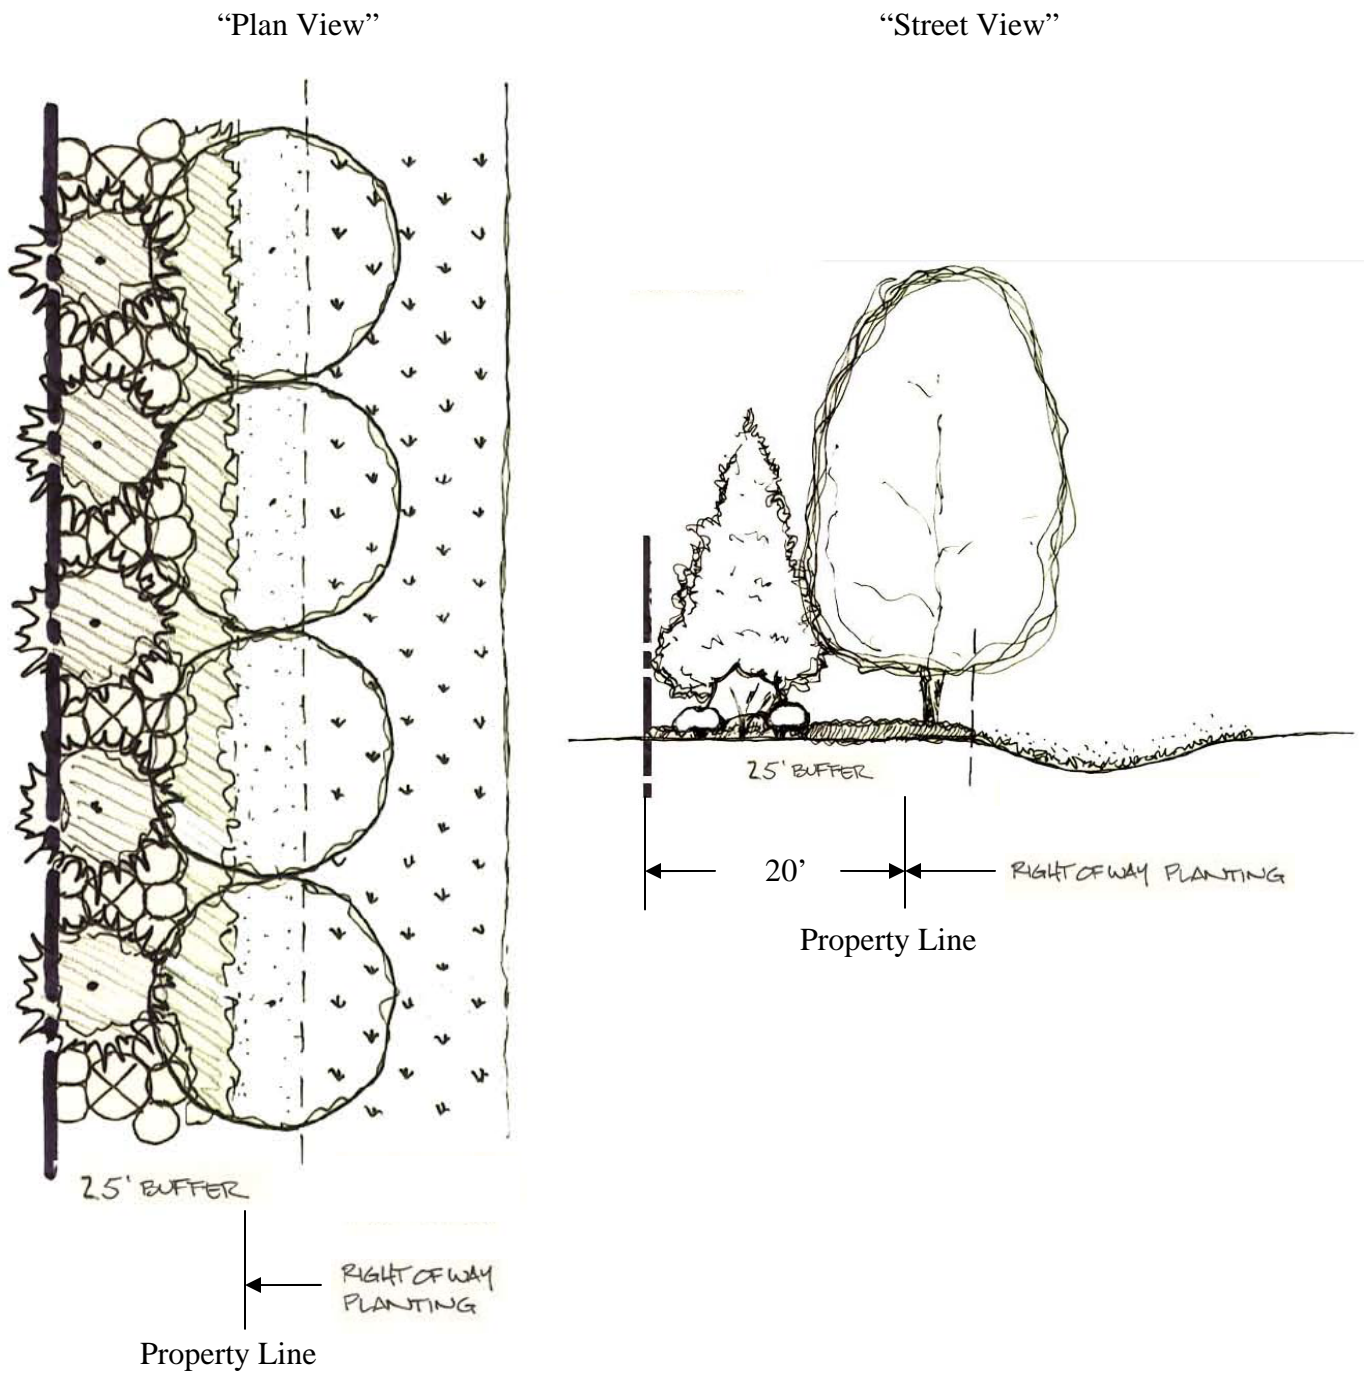 “Plan View”
“Street View”
25' BUFFER
RIGHT OF WAY
PLANTING
Property Line
25' BUFFER
20’
RIGHT OF WAY PLANTING
Property Line